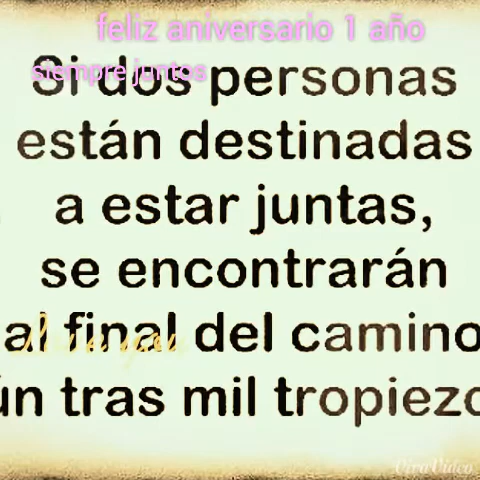 feliz aniversario 1 año
siempre juntos
Si dos personas
están destinadas
a estar juntas,
se encontrarán
al final del camino
ún tras mil tropiezo
VivaVideo